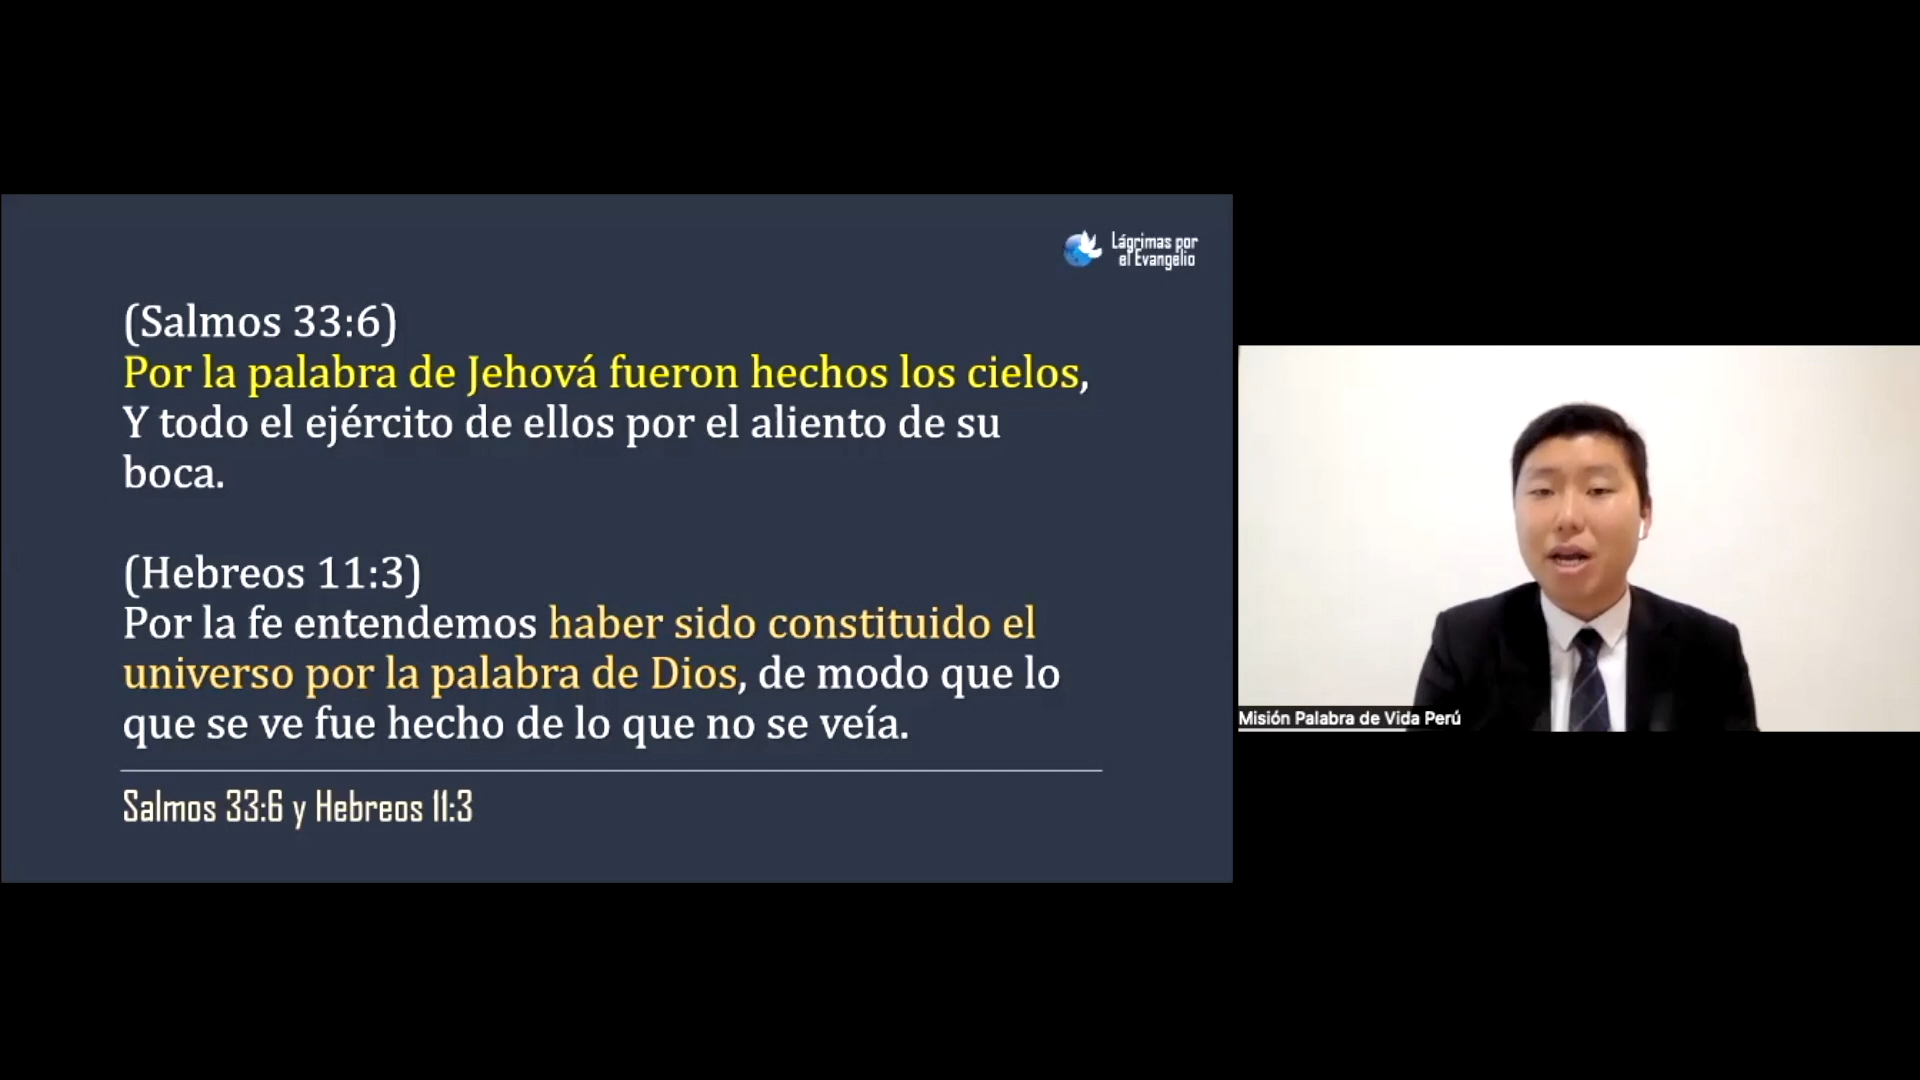 Lágrimas por
el Evangelio
(Salmos 33:6)
Por la palabra de Jehová fueron hechos los cielos,
Y todo el ejército de ellos por el aliento de su
boca.
(Hebreos 11:3)
Por la fe entendemos haber sido constituido el
universo por la palabra de Dios, de modo que lo
que se ve fue hecho de lo que no se veía.
Salmos 33:6 y Hebreos 11:3
Misión Palabra de Vida Perú